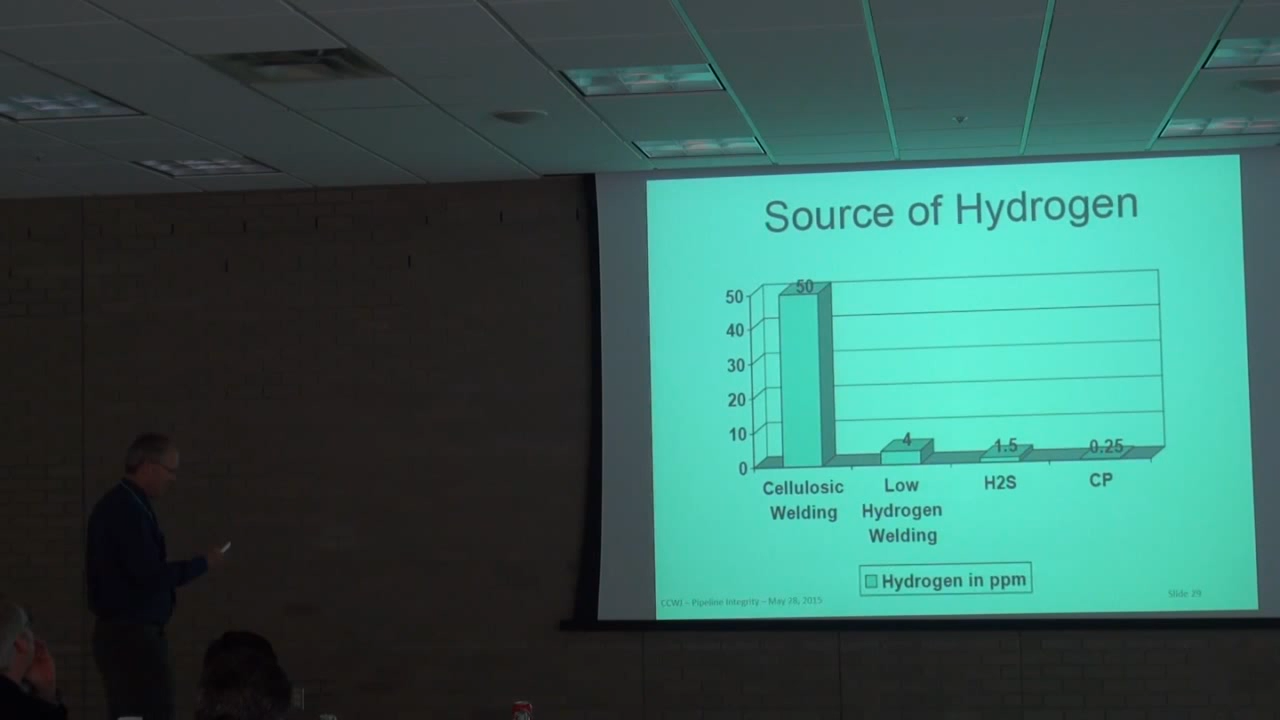 Source of Hydrogen
50
50
40
30
20
10
0
4
1.5
0.25
Cellulosic
Welding
Low
Hydrogen
Welding
H2S
CP
Hydrogen in ppm
CCWI – Pipeline Integrity – May 28, 2015
Slide 29